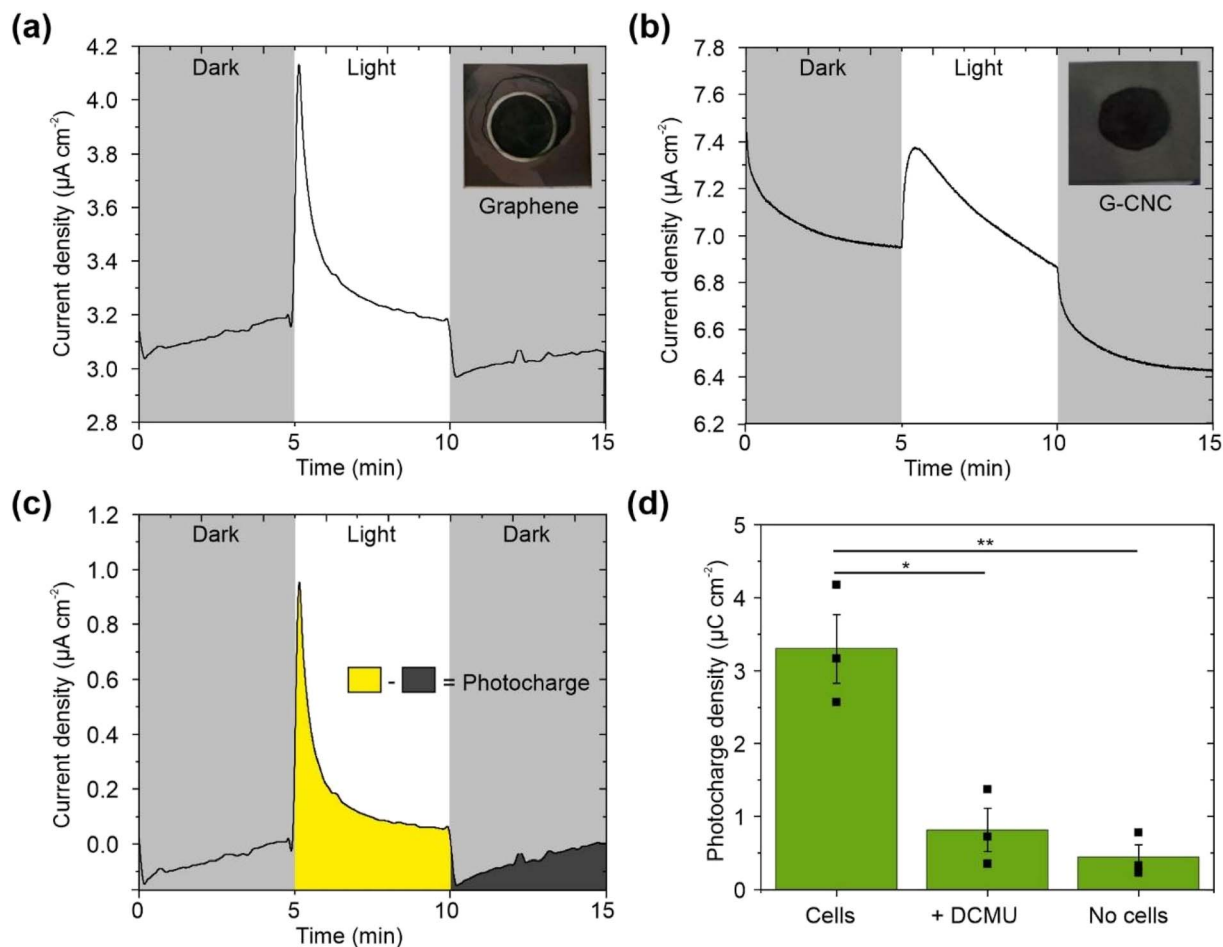 (a)
4.2
4.0
3.8
3.6
3.4
3.2
3.0
2.8
Current density (µA cm⁻²)
Dark
Light
Graphene
0
5
10
15
Time (min)
(b)
7.8
7.6
7.4
7.2
7.0
6.8
6.6
6.4
6.2
Current density (µA cm⁻²)
Dark
Light
G-CNC
0
5
10
15
Time (min)
(c)
1.2
1.0
0.8
0.6
0.4
0.2
0.0
Current density (µA cm⁻²)
Dark
Light
Dark
- = Photocharge
0
5
10
15
Time (min)
(d)
5
4
3
2
1
0
Photocharge density (µC cm⁻²)
**
*
Cells
+ DCMU
No cells